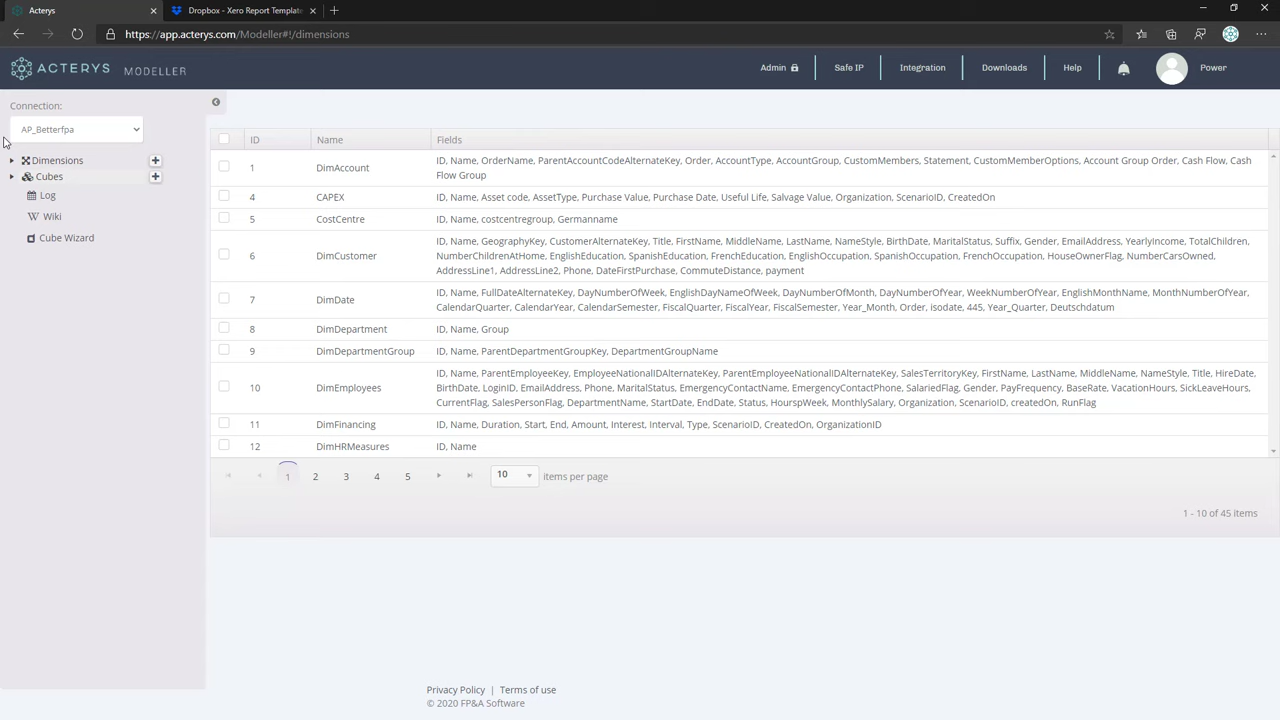 Acterys
Dropbox - Xero Report Template
https://app.acterys.com/Modeller#!/dimensions
ACTERYS MODELLER
Admin
Safe IP
Integration
Downloads
Help
Power
Connection:
AP_Betterfpa
Dimensions
Cubes
Log
Wiki
Cube Wizard
ID Name Fields
1 DimAccount ID, Name, OrderName, ParentAccountCodeAlternateKey, Order, AccountType, AccountGroup, CustomMembers, Statement, CustomMemberOptions, Account Group Order, Cash Flow, Cash
Flow Group
4 CAPEX ID, Name, Asset code, AssetType, Purchase Value, Purchase Date, Useful Life, Salvage Value, Organization, ScenarioID, CreatedOn
5 CostCentre ID, Name, costcentregroup, Germanname
6 DimCustomer ID, Name, GeographyKey, CustomerAlternateKey, Title, FirstName, MiddleName, LastName, NameStyle, BirthDate, MaritalStatus, Suffix, Gender, EmailAddress, YearlyIncome, TotalChildren,
NumberChildrenAtHome, EnglishEducation, SpanishEducation, FrenchEducation, EnglishOccupation, SpanishOccupation, FrenchOccupation, HouseOwnerFlag, NumberCarsOwned,
AddressLine1, AddressLine2, Phone, DateFirstPurchase, CommuteDistance, payment
7 DimDate ID, Name, FullDateAlternateKey, DayNumberOfWeek, EnglishDayNameOfWeek, DayNumberOfMonth, DayNumberOfYear, WeekNumberOfYear, EnglishMonthName, MonthNumberOfYear,
CalendarQuarter, CalendarYear, CalendarSemester, FiscalQuarter, FiscalYear, FiscalSemester, Year_Month, Order, isodate, 445, Year_Quarter, Deutschdatum
8 DimDepartment ID, Name, Group
9 DimDepartmentGroup ID, Name, ParentDepartmentGroupKey, DepartmentGroupName
10 DimEmployees ID, Name, ParentEmployeeKey, EmployeeNationalIDAlternateKey, ParentEmployeeNationalIDAlternateKey, SalesTerritoryKey, FirstName, LastName, MiddleName, NameStyle, Title, HireDate,
BirthDate, LoginID, EmailAddress, Phone, MaritalStatus, EmergencyContactName, EmergencyContactPhone, SalariedFlag, Gender, PayFrequency, BaseRate, VacationHours, SickLeaveHours,
CurrentFlag, SalesPersonFlag, DepartmentName, StartDate, EndDate, Status, HourspWeek, MonthlySalary, Organization, ScenarioID, createdOn, RunFlag
11 DimFinancing ID, Name, Duration, Start, End, Amount, Interest, Interval, Type, ScenarioID, CreatedOn, OrganizationID
12 DimHRMeasures ID, Name
1 2 3 4 5 10 items per page
1 - 10 of 45 items
Privacy Policy | Terms of use
© 2020 FP&A Software